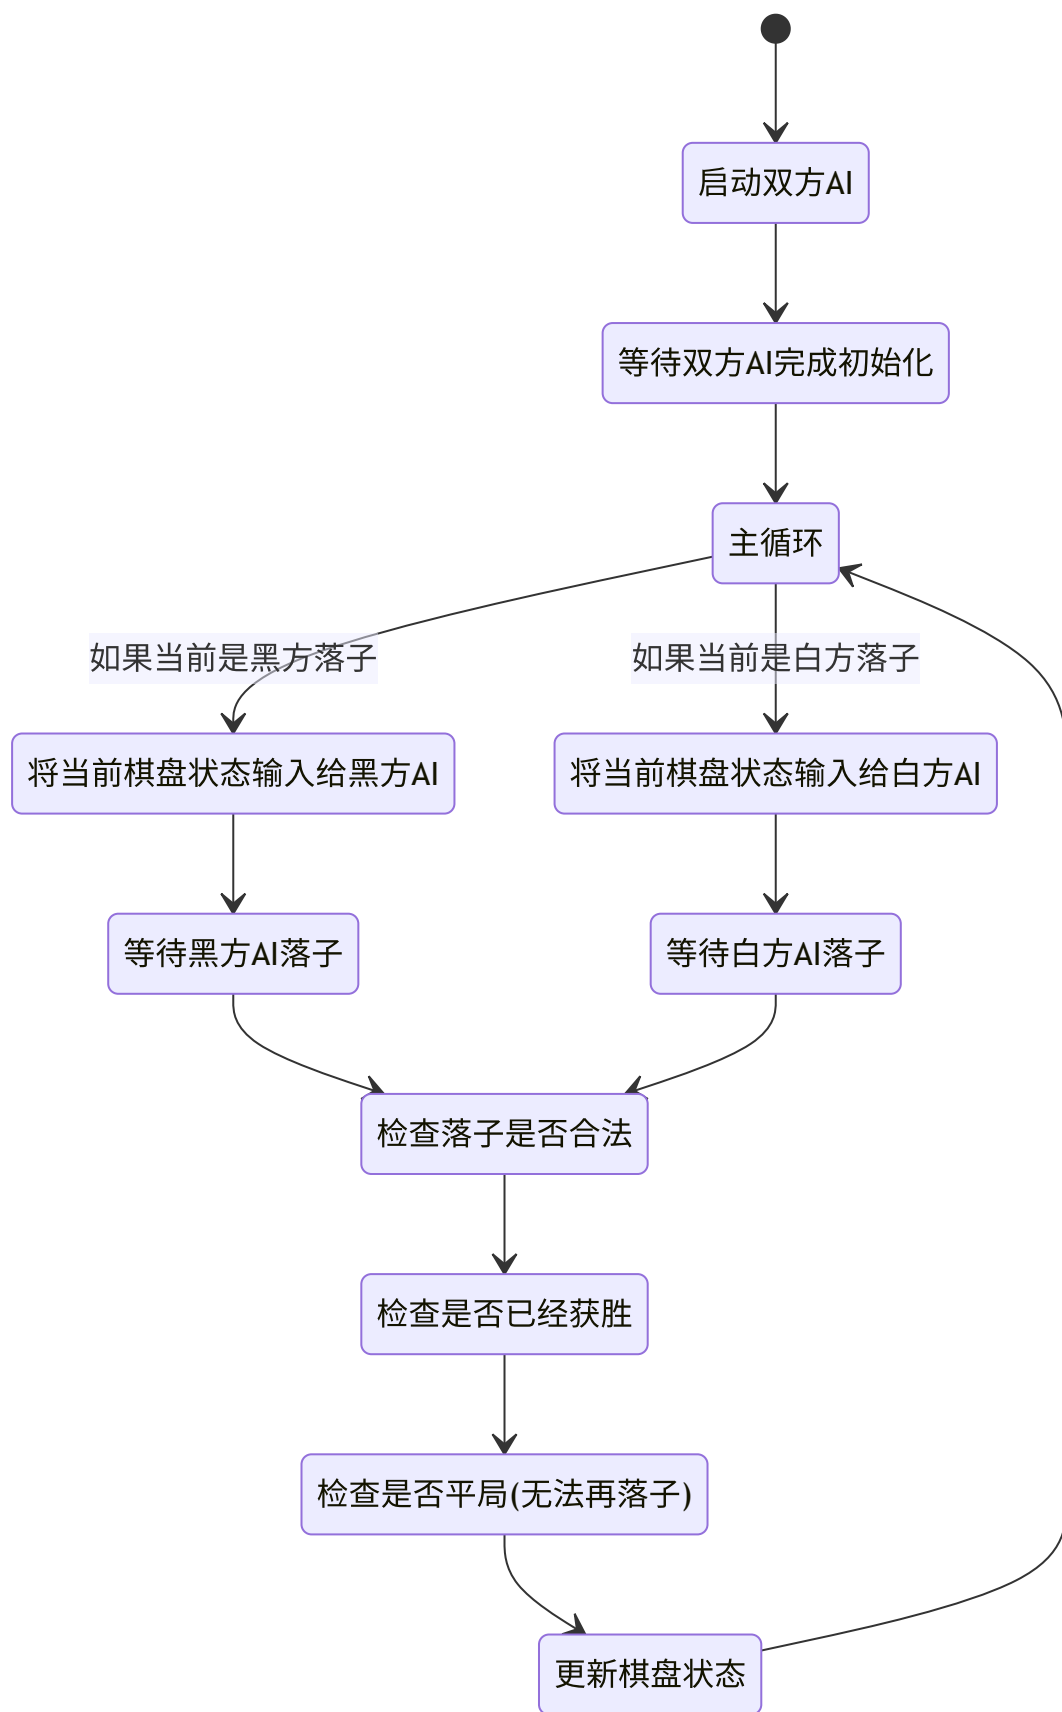 启动双方AI
等待双方AI完成初始化
主循环
如果当前是黑方落子
如果当前是白方落子
将当前棋盘状态输入给黑方AI
将当前棋盘状态输入给白方AI
等待黑方AI落子
等待白方AI落子
检查落子是否合法
检查是否已经获胜
检查是否平局(无法再落子)
更新棋盘状态